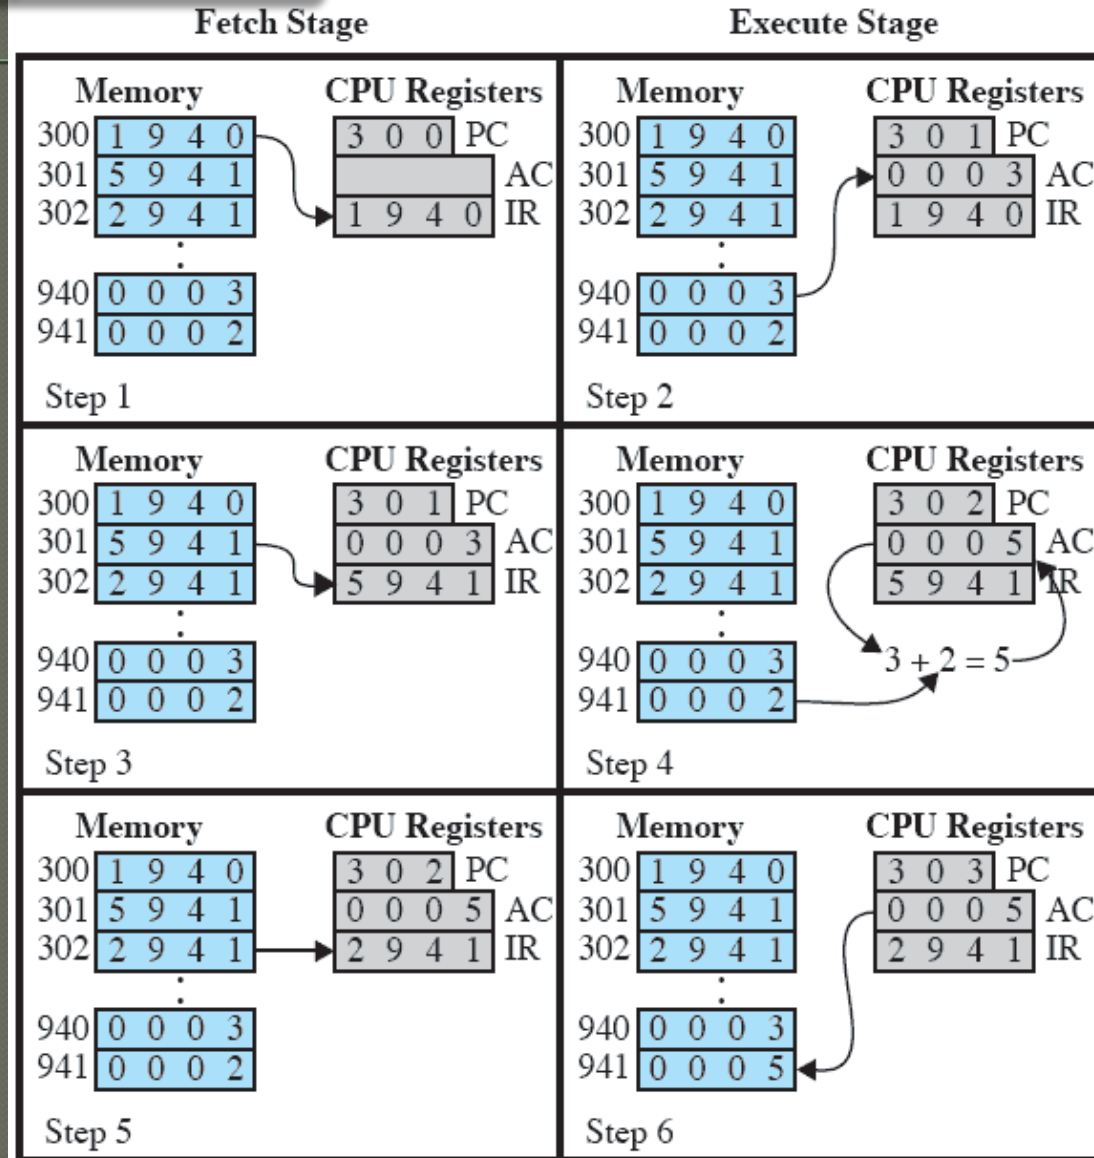 Fetch Stage
Execute Stage
Memory
CPU Registers
300 1 9 4 0
3 0 0 PC
301 5 9 4 1
AC
302 2 9 4 1
1 9 4 0 IR
940 0 0 0 3
941 0 0 0 2
Step 1
Memory
CPU Registers
300 1 9 4 0
3 0 1 PC
301 5 9 4 1
0 0 0 3 AC
302 2 9 4 1
1 9 4 0 IR
940 0 0 0 3
941 0 0 0 2
Step 2
Memory
CPU Registers
300 1 9 4 0
3 0 1 PC
301 5 9 4 1
0 0 0 3 AC
302 2 9 4 1
5 9 4 1 IR
940 0 0 0 3
941 0 0 0 2
Step 3
Memory
CPU Registers
300 1 9 4 0
3 0 2 PC
301 5 9 4 1
0 0 0 5 AC
302 2 9 4 1
5 9 4 1 IR
940 0 0 0 3
3 + 2 = 5
941 0 0 0 2
Step 4
Memory
CPU Registers
300 1 9 4 0
3 0 2 PC
301 5 9 4 1
0 0 0 5 AC
302 2 9 4 1
2 9 4 1 IR
940 0 0 0 3
941 0 0 0 2
Step 5
Memory
CPU Registers
300 1 9 4 0
3 0 3 PC
301 5 9 4 1
0 0 0 5 AC
302 2 9 4 1
2 9 4 1 IR
940 0 0 0 3
941 0 0 0 5
Step 6